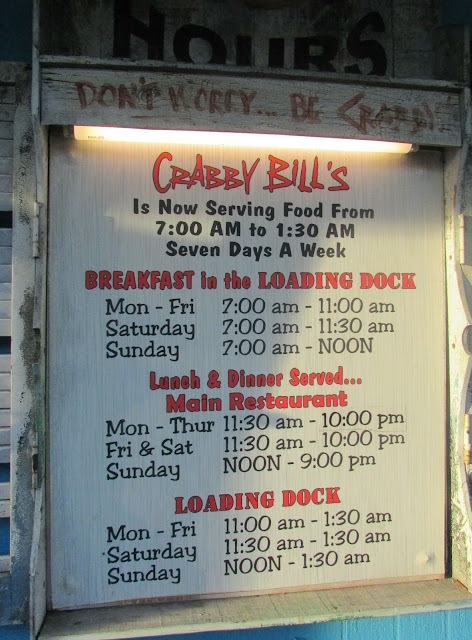 HOURS
DON'T WORRY... BE CRABBY
CRABBY BILL'S
Is Now Serving Food From
7:00 AM to 1:30 AM
Seven Days A Week
BREAKFAST in the LOADING DOCK
Mon - Fri 7:00 am - 11:00 am
Saturday 7:00 am - 11:30 am
Sunday 7:00 am - NOON
Lunch & Dinner Served...
Main Restaurant
Mon - Thur 11:30 am - 10:00 pm
Fri & Sat 11:30 am - 10:00 pm
Sunday NOON - 9:00 pm
LOADING DOCK
Mon - Fri 11:00 am - 1:30 am
Saturday 11:30 am - 1:30 am
Sunday NOON - 1:30 am